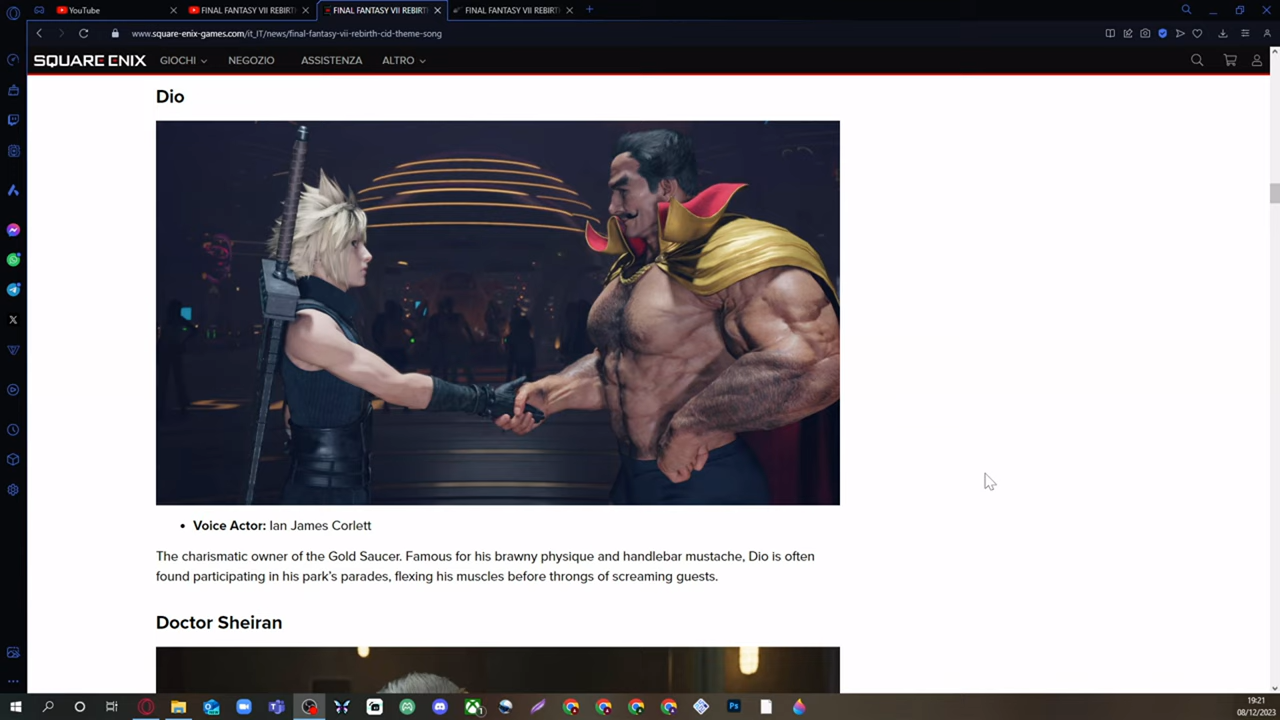 YouTube
FINAL FANTASY VII REBIRTH
FINAL FANTASY VII REBIRTH
FINAL FANTASY VII REBIRTH
www.square-enix-games.com/it_IT/news/final-fantasy-vii-rebirth-cid-theme-song
SQUARE ENIX
GIOCHI
NEGOZIO
ASSISTENZA
ALTRO
Dio
• Voice Actor: Ian James Corlett
The charismatic owner of the Gold Saucer. Famous for his brawny physique and handlebar mustache, Dio is often
found participating in his park's parades, flexing his muscles before throngs of screaming guests.
Doctor Sheiran
19:21
08/12/2023